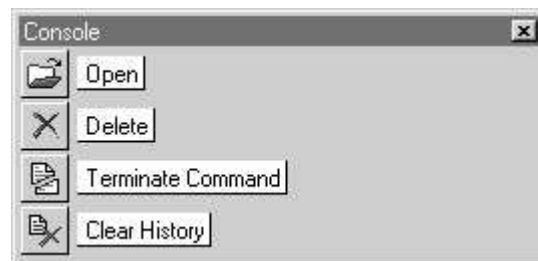 Console
Open
Delete
Terminate Command
Clear History